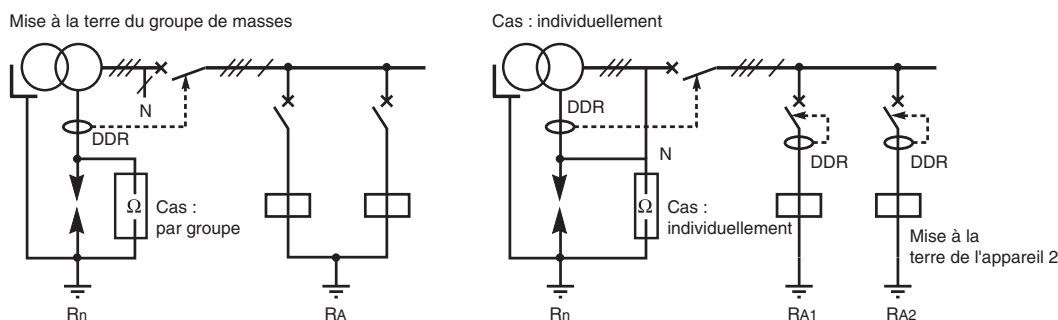 Mise à la terre du groupe de masses
N
DDR
Ω
Cas :
par groupe
Rn
RA
Cas : individuellement
DDR
N
DDR
DDR
Ω
Cas :
individuellement
Mise à la
terre de l'appareil 2
Rn
RA1
RA2